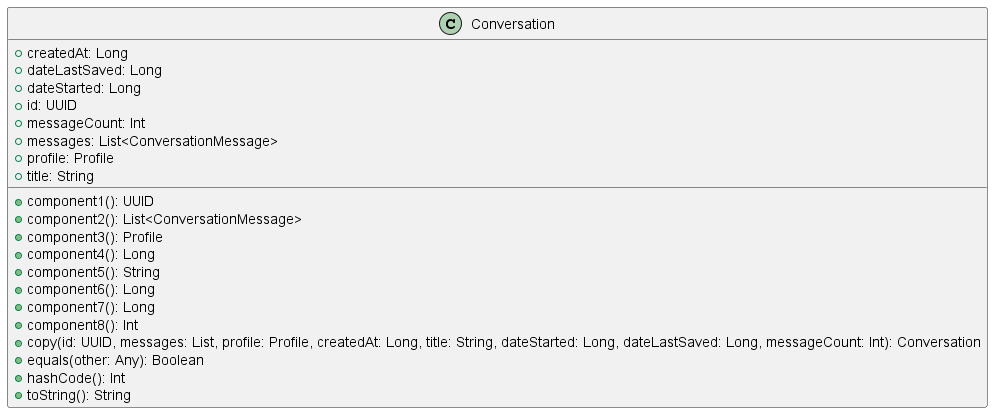 C Conversation
createdAt: Long
dateLastSaved: Long
dateStarted: Long
id: UUID
messageCount: Int
messages: List<ConversationMessage>
profile: Profile
title: String
component1(): UUID
component2(): List<ConversationMessage>
component3(): Profile
component4(): Long
component5(): String
component6(): Long
component7(): Long
component8(): Int
copy(id: UUID, messages: List, profile: Profile, createdAt: Long, title: String, dateStarted: Long, dateLastSaved: Long, messageCount: Int): Conversation
equals(other: Any): Boolean
hashCode(): Int
toString(): String